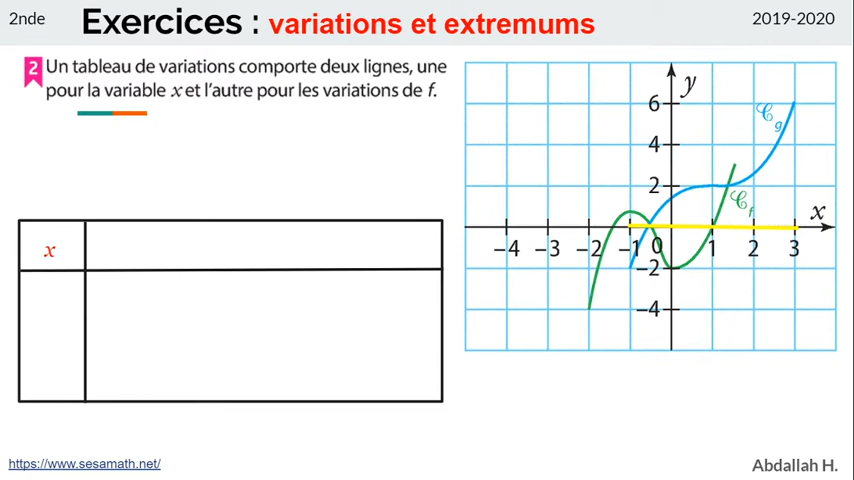 2nde
Exercices : variations et extremums
2019-2020
2 Un tableau de variations comporte deux lignes, une
pour la variable x et l'autre pour les variations de f.
x
y
6
4
2
−2
−4
−4 −3 −2 −1 0 1 2 3
x
𝒞g
𝒞f
https://www.sesamath.net/
Abdallah H.